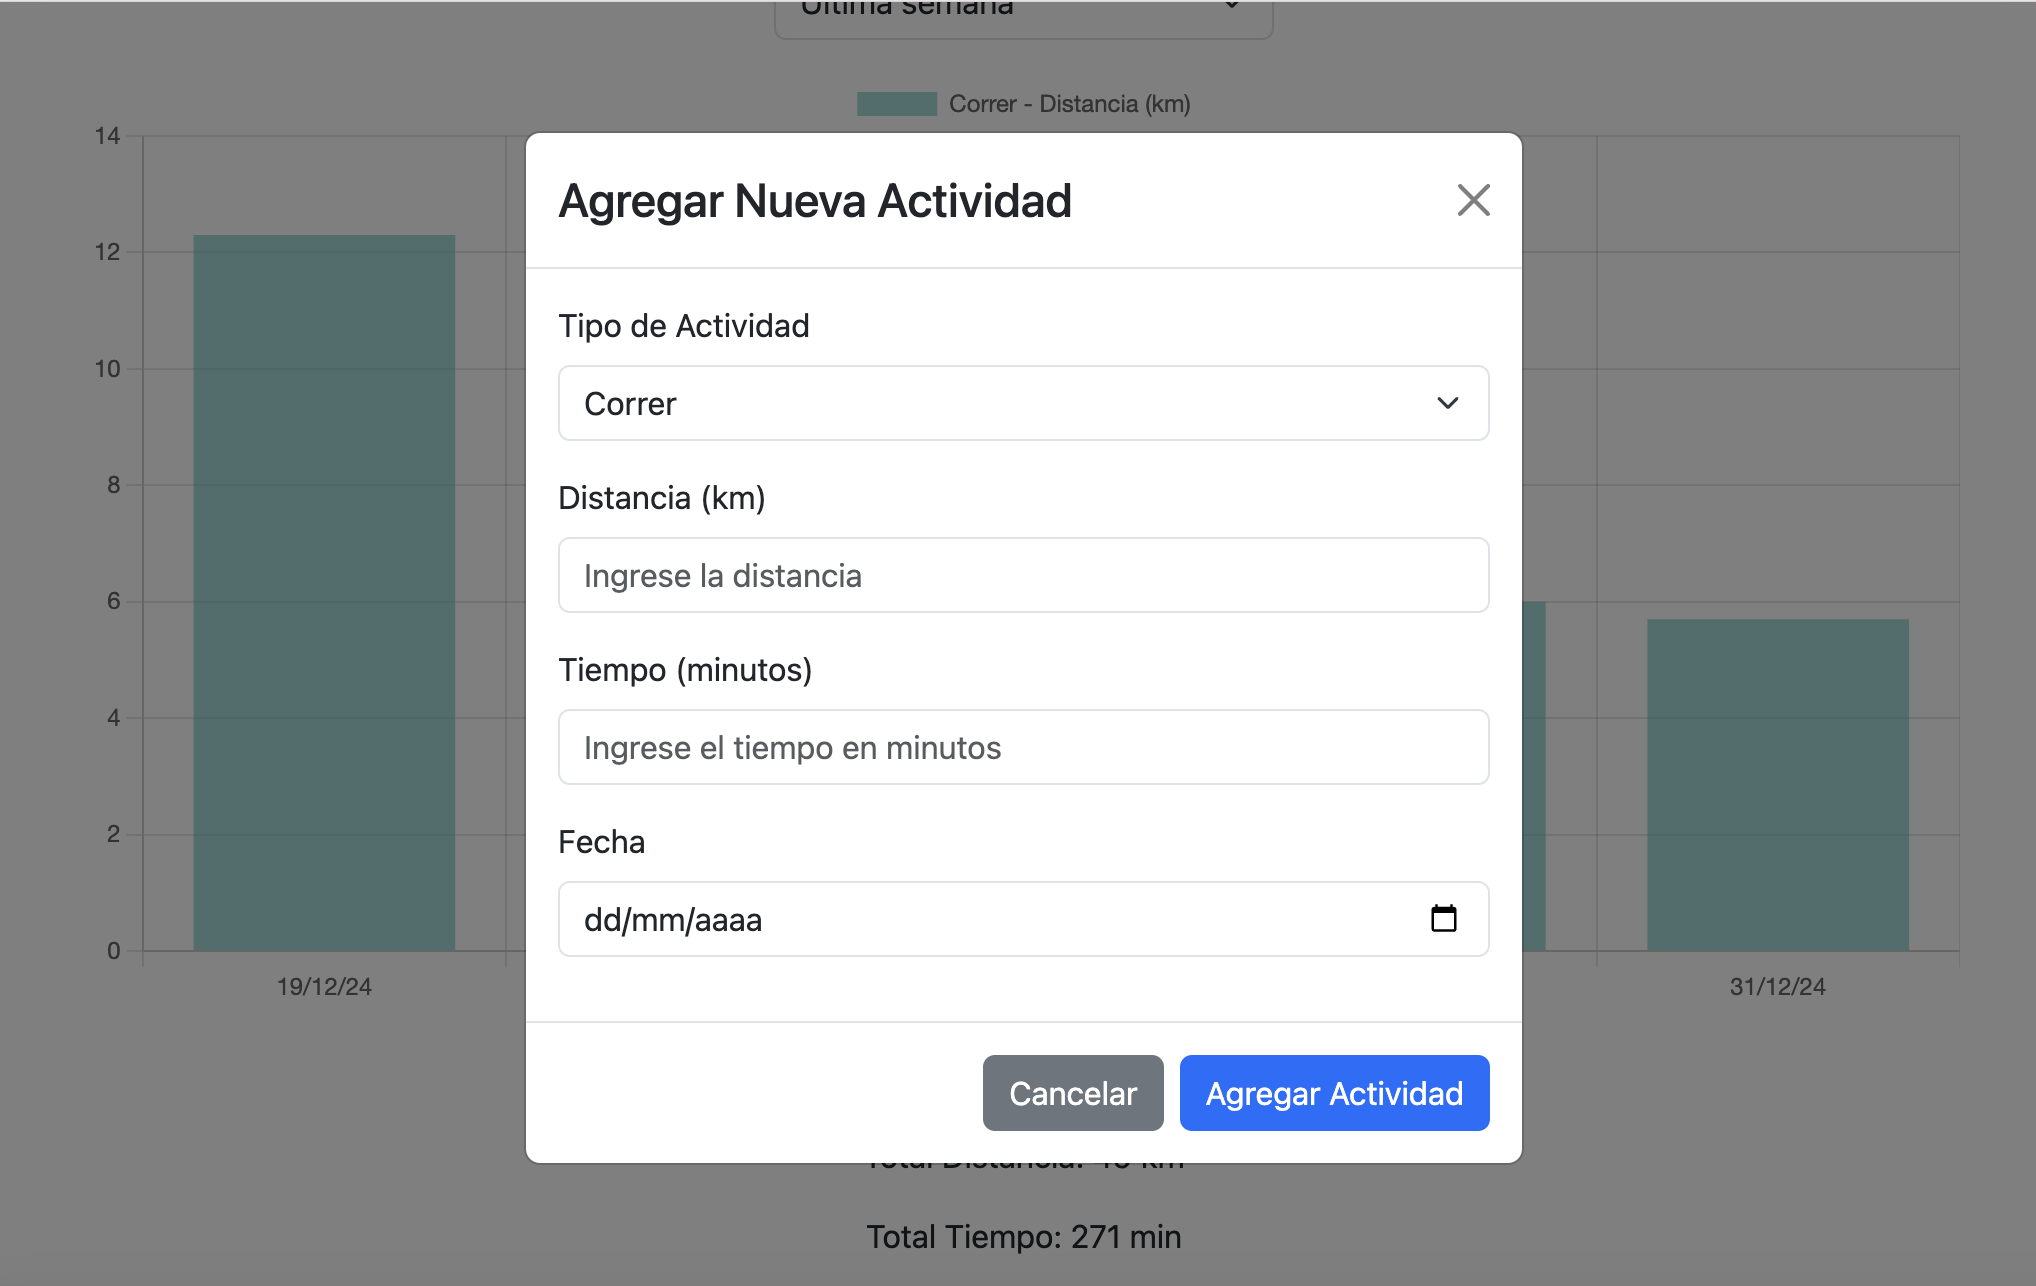 Última semana
Correr - Distancia (km)
14
12
10
8
6
4
2
0
19/12/24
31/12/24
Agregar Nueva Actividad
Tipo de Actividad
Correr
Distancia (km)
Ingrese la distancia
Tiempo (minutos)
Ingrese el tiempo en minutos
Fecha
dd/mm/aaaa
Cancelar
Agregar Actividad
Total Distancia: km
Total Tiempo: 271 min